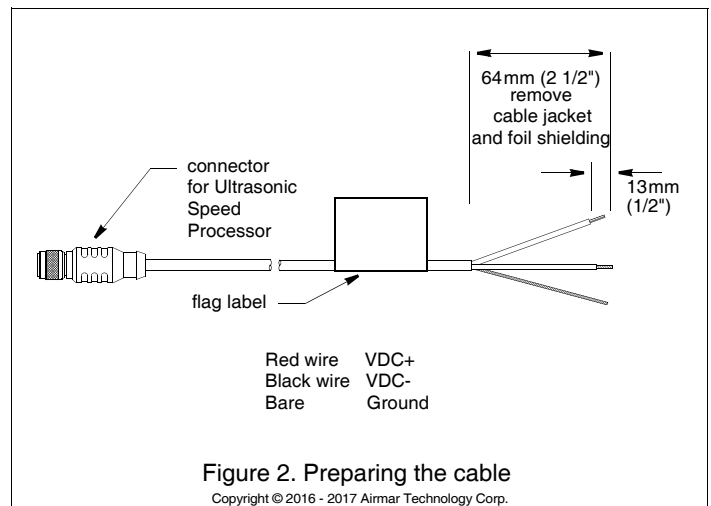 64mm (2 1/2")
remove
cable jacket
and foil shielding
13mm
(1/2")
connector
for Ultrasonic
Speed
Processor
flag label
Red wire VDC+
Black wire VDC-
Bare Ground
Figure 2. Preparing the cable
Copyright © 2016 - 2017 Airmar Technology Corp.